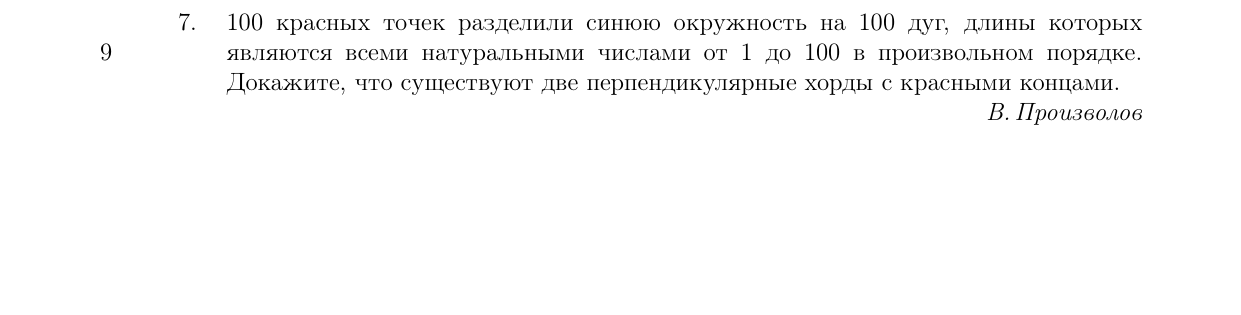 7. 100 красных точек разделили синюю окружность на 100 дуг, длины которых
9 являются всеми натуральными числами от 1 до 100 в произвольном порядке.
Докажите, что существуют две перпендикулярные хорды с красными концами.
В. Произволов